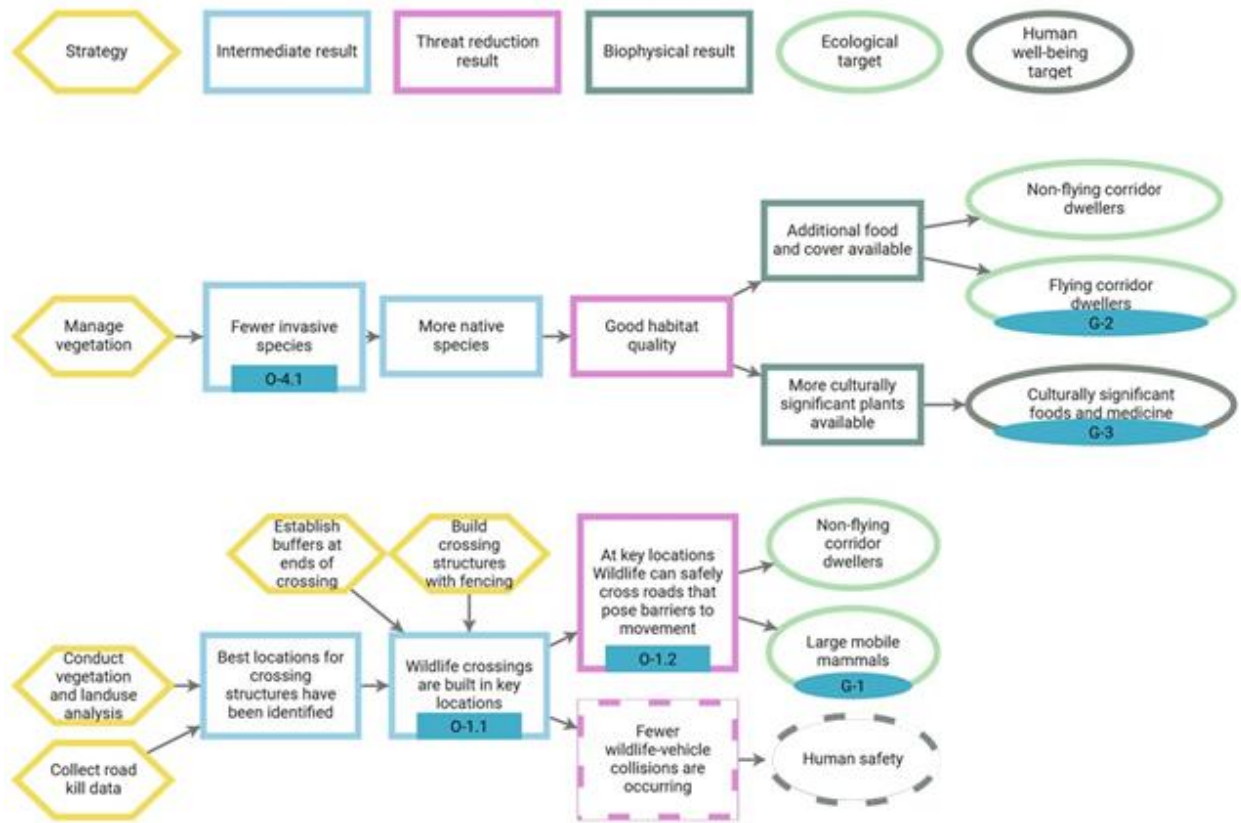 Strategy
Intermediate result
Threat reduction
result
Biophysical result
Ecological
target
Human
well-being
target
Manage
vegetation
Fewer invasive
species
O-4.1
More native
species
Good habitat
quality
Additional food
and cover available
Non-flying corridor
dwellers
Flying corridor
dwellers
G-2
More culturally
significant plants
available
Culturally significant
foods and medicine
G-3
Establish
buffers at
ends of
crossing
Build
crossing
structures
with fencing
Conduct
vegetation
and landuse
analysis
Collect road
kill data
Best locations for
crossing
structures have
been identified
Wildlife crossings
are built in key
locations
O-1.1
At key locations
Wildlife can safely
cross roads that
pose barriers to
movement
O-1.2
Non-flying
corridor
dwellers
Large mobile
mammals
G-1
Fewer
wildlife-vehicle
collisions are
occurring
Human safety